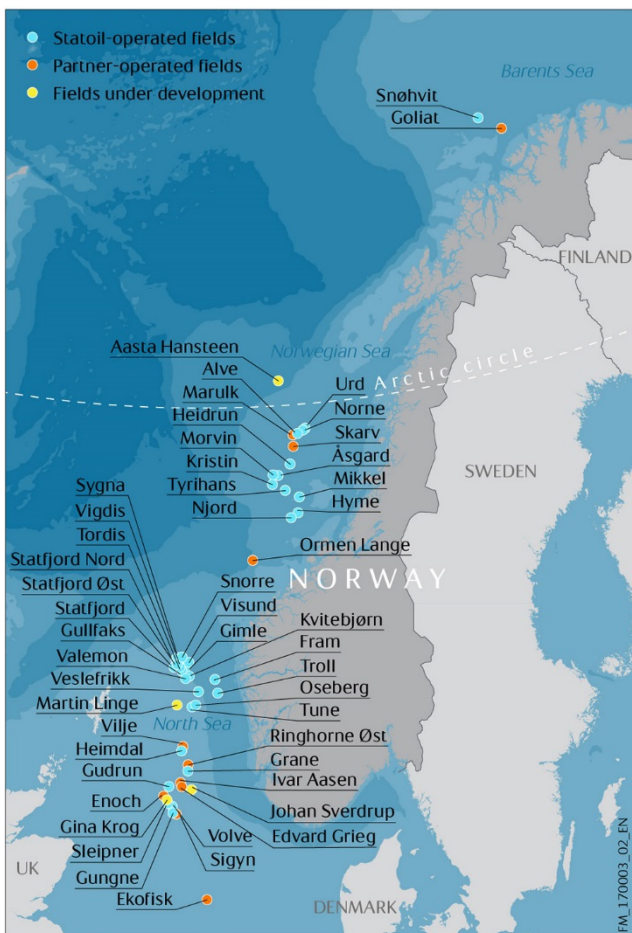 Statoil-operated fields
Partner-operated fields
Fields under development
Barents Sea
Snøhvit
Goliat
FINLAND
Aasta Hansteen
Norwegian Sea
Arctic circle
Alve
Marulk
Heidrun
Morvin
Kristin
Tyrihans
Njord
Urd
Norne
Skarv
Åsgard
Mikkel
Hyme
SWEDEN
Ormen Lange
NORWAY
Sygna
Vigdis
Tordis
Statfjord Nord
Statfjord Øst
Statfjord
Gullfaks
Valemon
Veslefrikk
Martin Linge
Snorre
Visund
Gimle
Kvitebjørn
Fram
Troll
Oseberg
Tune
North Sea
Vilje
Heimdal
Gudrun
Enoch
Gina Krog
Sleipner
Gungne
Ekofisk
Ringhorne Øst
Grane
Ivar Aasen
Johan Sverdrup
Edvard Grieg
Volve
Sigyn
UK
DENMARK
FM_170003_02_EN